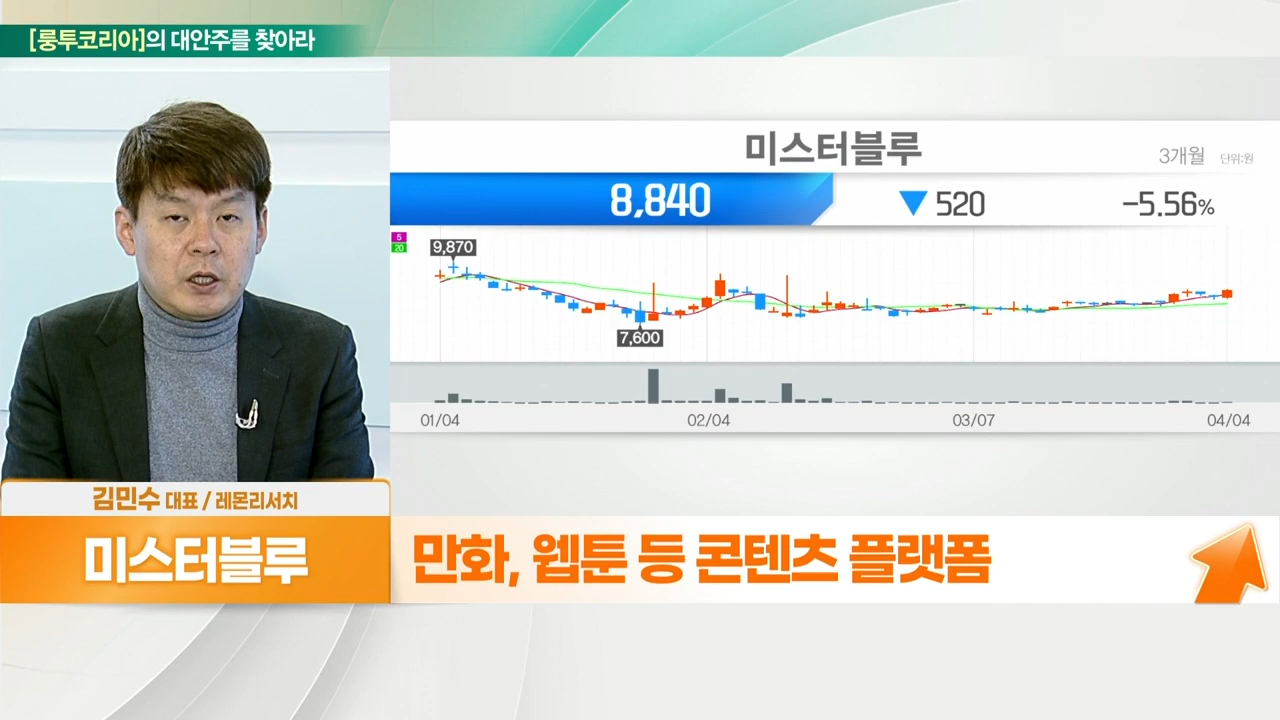 [룽투코리아]의 대안주를 찾아라
미스터블루
3개월 단위:원
8,840 ▼ 520 -5.56%
5
20
9,870
7,600
01/04 02/04 03/07 04/04
김민수 대표 / 레몬리서치
미스터블루
만화, 웹툰 등 콘텐츠 플랫폼